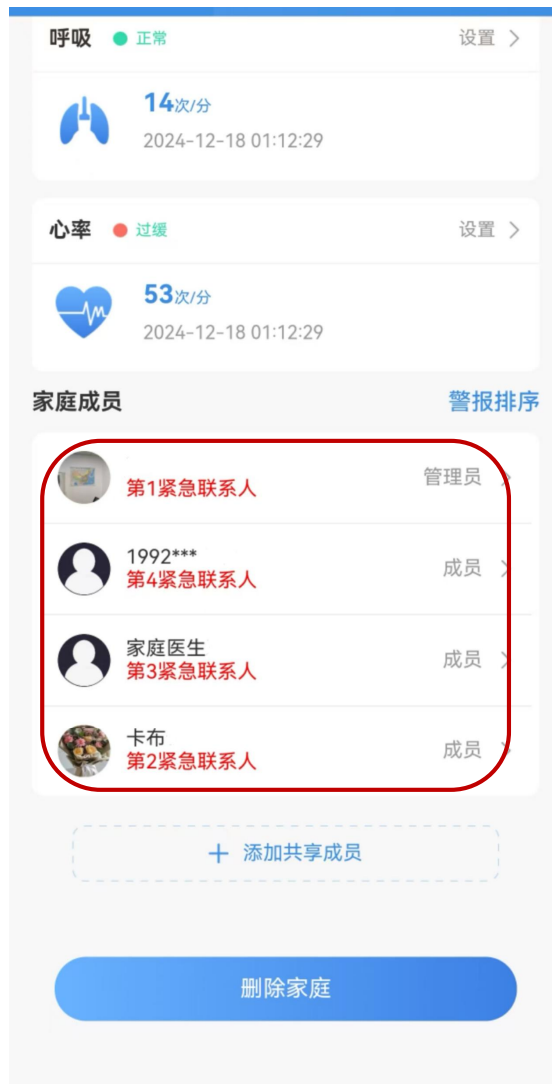 呼吸 正常 设置
14次/分
2024-12-18 01:12:29
心率 过缓 设置
53次/分
2024-12-18 01:12:29
家庭成员 警报排序
第1紧急联系人 管理员
1992***
第4紧急联系人 成员
家庭医生
第3紧急联系人 成员
卡布
第2紧急联系人 成员
+ 添加共享成员
删除家庭